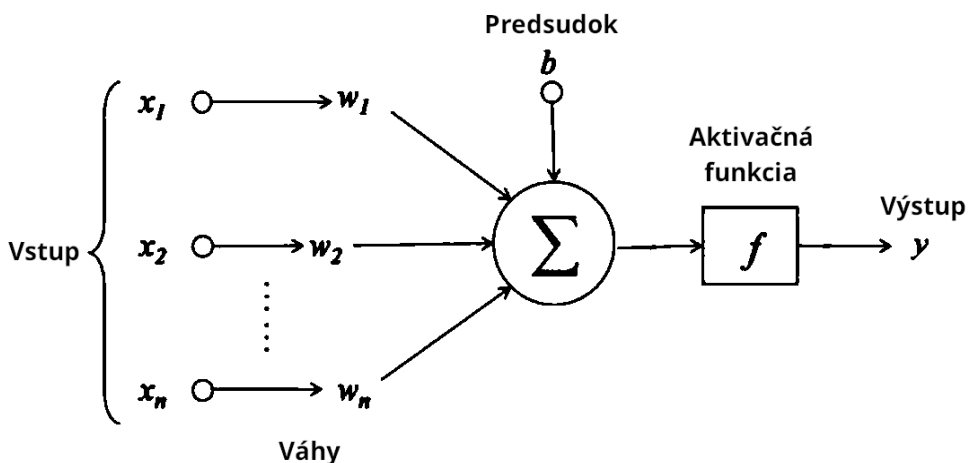 Predsudok
b
x1 w1
Aktivačná
funkcia
Výstup
Vstup x2 w2 Σ f y
xn wn
Váhy